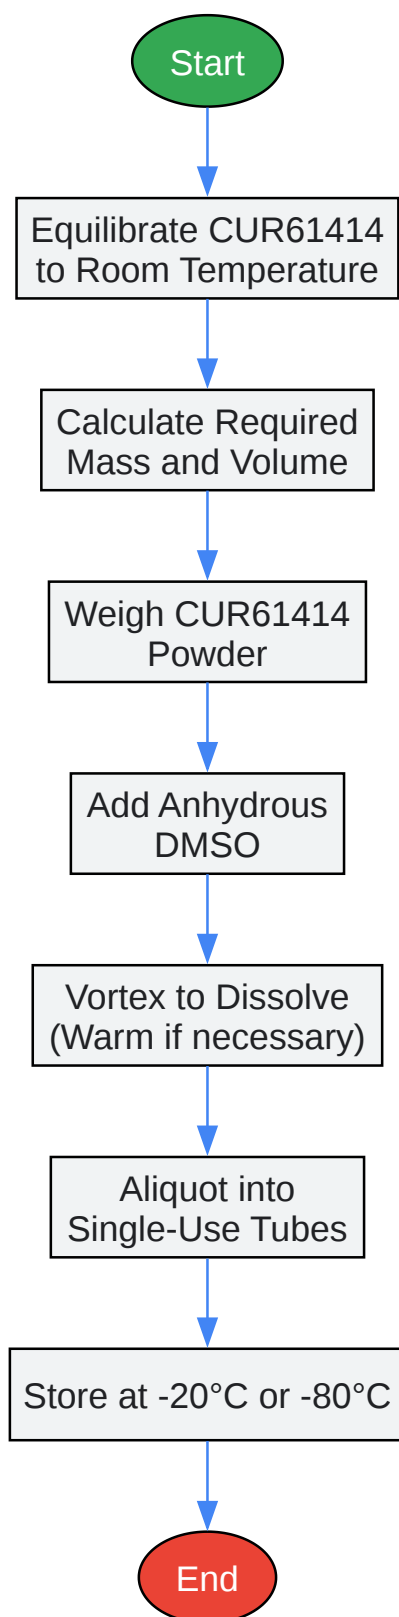 Start
Equilibrate CUR61414
to Room Temperature
Calculate Required
Mass and Volume
Weigh CUR61414
Powder
Add Anhydrous
DMSO
Vortex to Dissolve
(Warm if necessary)
Aliquot into
Single-Use Tubes
Store at -20°C or -80°C
End